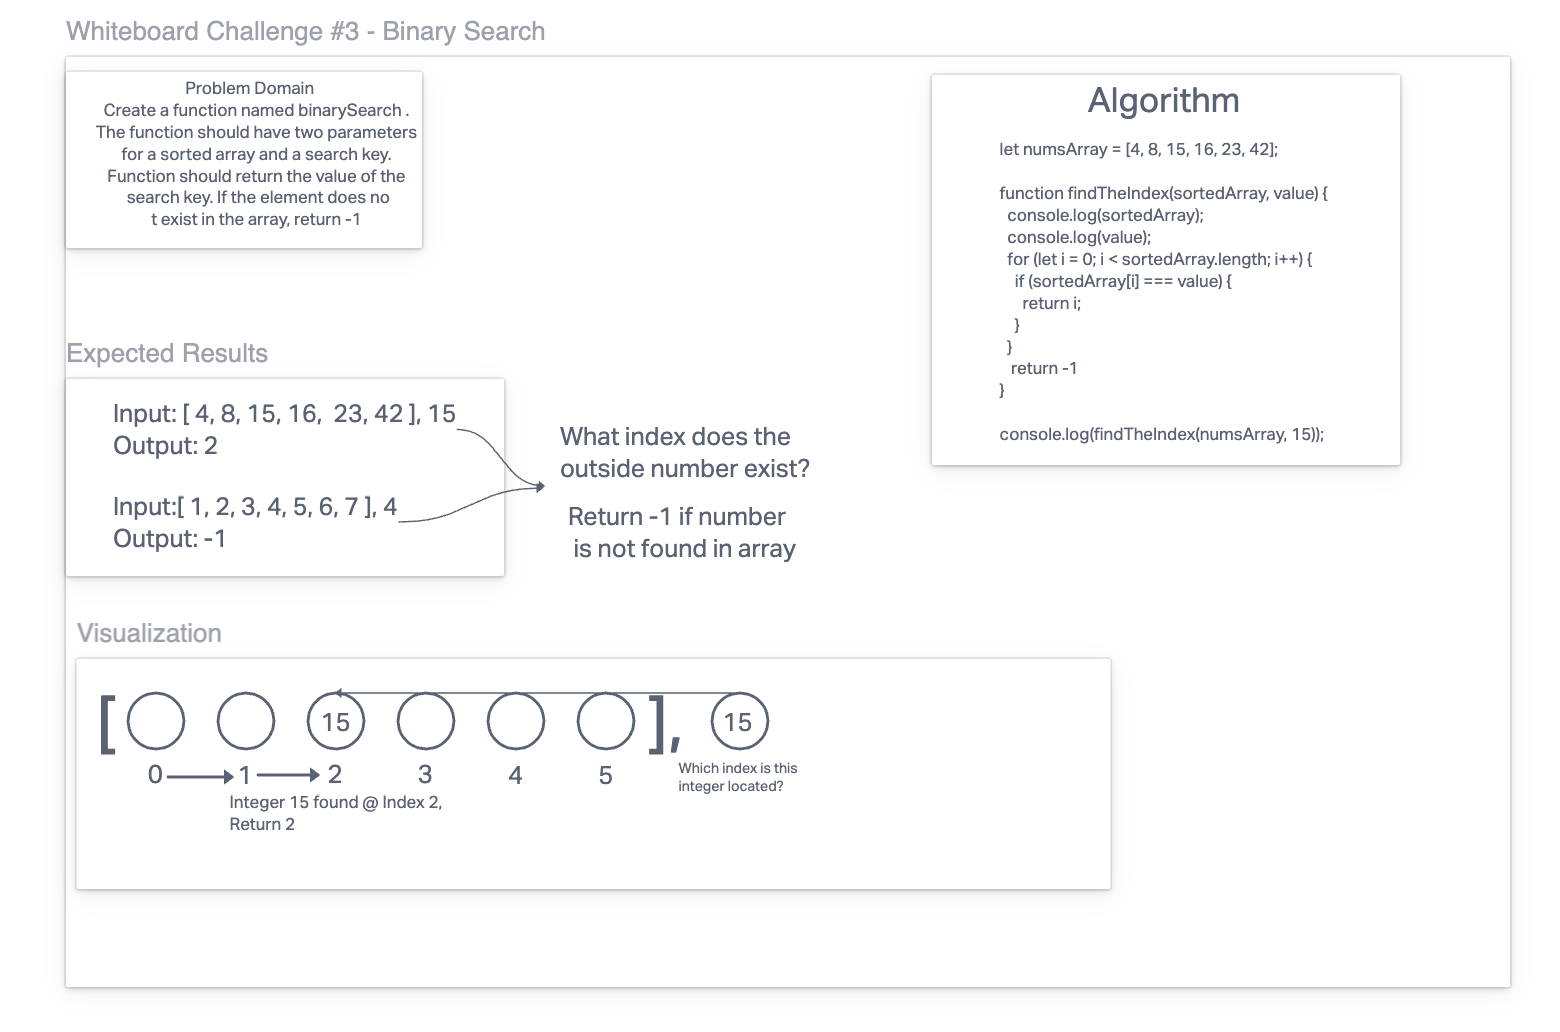 Whiteboard Challenge #3 - Binary Search
Problem Domain
Create a function named binarySearch .
The function should have two parameters
for a sorted array and a search key.
Function should return the value of the
search key. If the element does no
t exist in the array, return -1
Algorithm
let numsArray = [4, 8, 15, 16, 23, 42];
function findTheIndex(sortedArray, value) {
console.log(sortedArray);
console.log(value);
for (let i = 0; i < sortedArray.length; i++) {
if (sortedArray[i] === value) {
return i;
}
}
return -1
}
console.log(findTheIndex(numsArray, 15));
Expected Results
Input: [ 4, 8, 15, 16,  23, 42 ], 15
Output: 2
Input:[ 1, 2, 3, 4, 5, 6, 7 ], 4
Output: -1
What index does the
outside number exist?
Return -1 if number
is not found in array
Visualization
[ 15 ], 15
0 1 2 3 4 5
Which index is this
integer located?
Integer 15 found @ Index 2,
Return 2